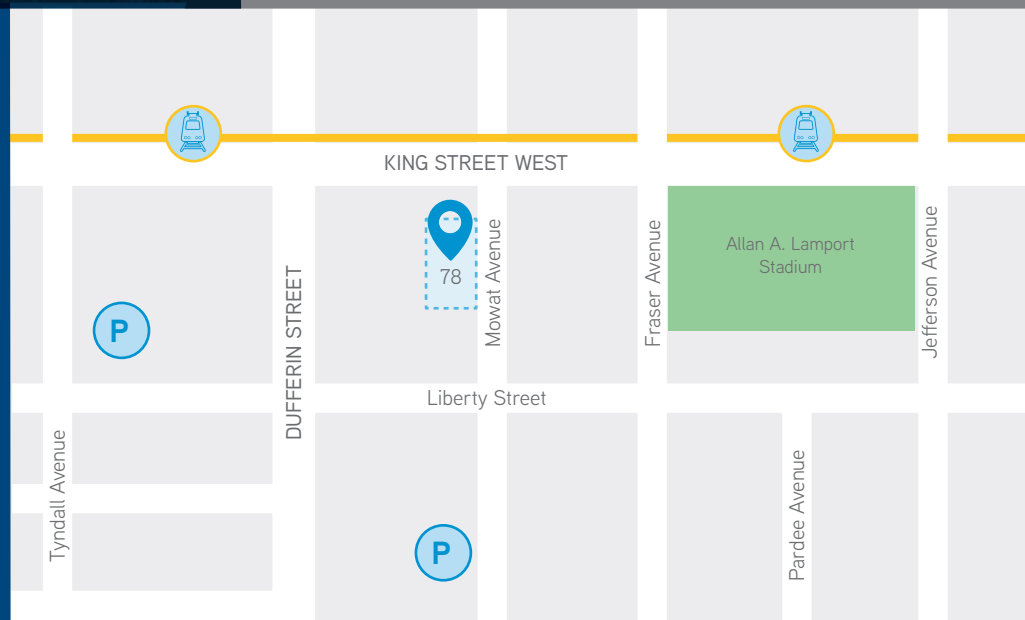 KING STREET WEST
Allan A. Lamport
Stadium
78
Mowat Avenue
Fraser Avenue
Jefferson Avenue
DUFFERIN STREET
P
Liberty Street
Tyndall Avenue
Pardee Avenue
P